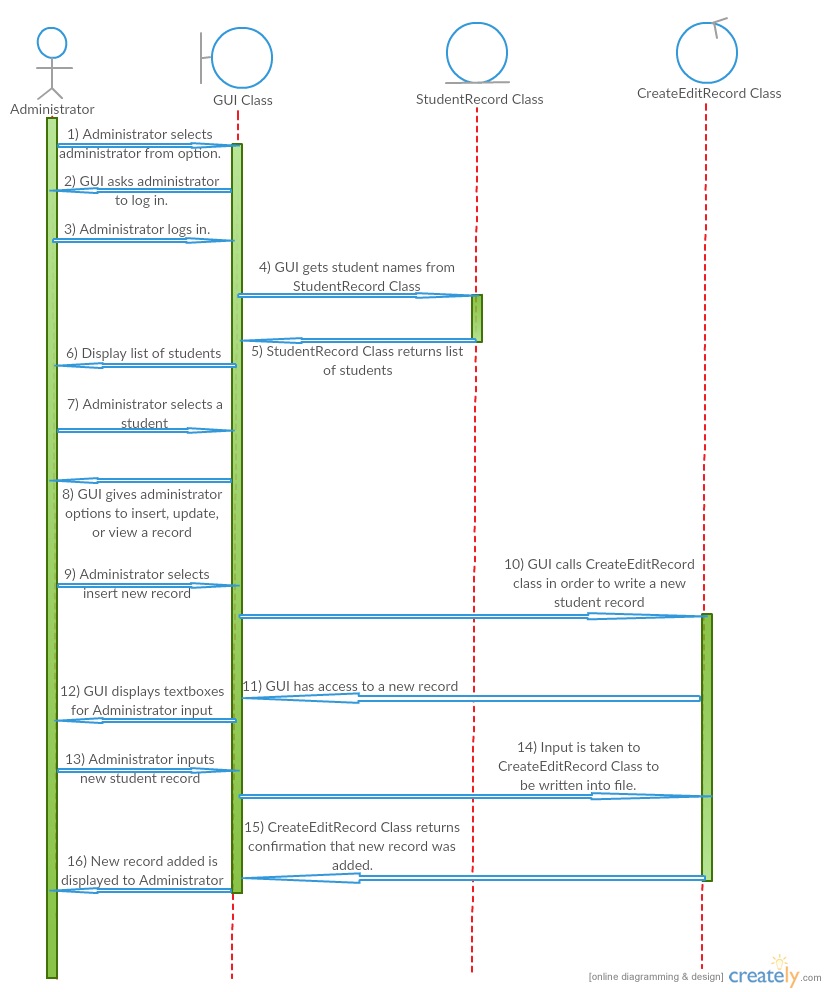 Administrator
GUI Class
StudentRecord Class
CreateEditRecord Class
1) Administrator selects
administrator from option.
2) GUI asks administrator
to log in.
3) Administrator logs in.
4) GUI gets student names from
StudentRecord Class
5) StudentRecord Class returns list
of students
6) Display list of students
7) Administrator selects a
student
8) GUI gives administrator
options to insert, update,
or view a record
9) Administrator selects
insert new record
10) GUI calls CreateEditRecord
class in order to write a new
student record
11) GUI has access to a new record
12) GUI displays textboxes
for Administrator input
13) Administrator inputs
new student record
14) Input is taken to
CreateEditRecord Class to
be written into file.
15) CreateEditRecord Class returns
confirmation that new record was
added.
16) New record added is
displayed to Administrator
[online diagramming & design] creately.com